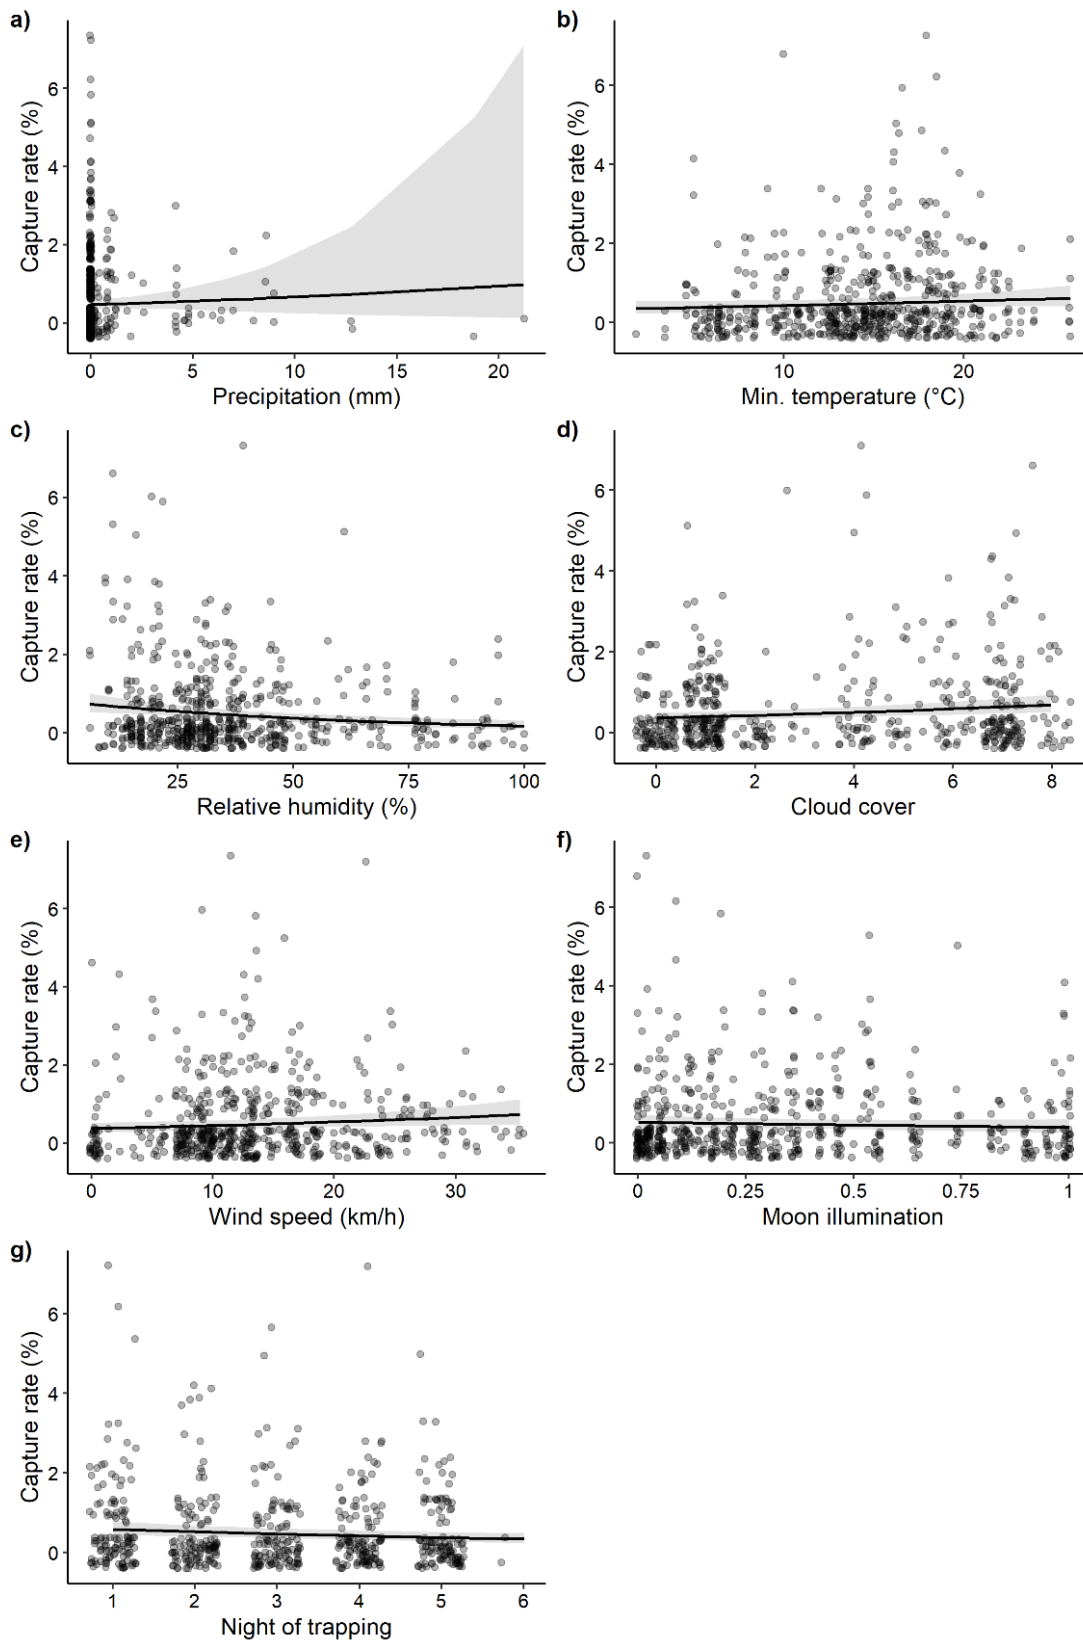 a)
Capture rate (%)
6
4
2
0
0 5 10 15 20
Precipitation (mm)
b)
Capture rate (%)
6
4
2
0
10 20
Min. temperature (°C)
c)
Capture rate (%)
6
4
2
0
25 50 75 100
Relative humidity (%)
d)
Capture rate (%)
6
4
2
0
0 2 4 6 8
Cloud cover
e)
Capture rate (%)
6
4
2
0
0 10 20 30
Wind speed (km/h)
f)
Capture rate (%)
6
4
2
0
0 0.25 0.5 0.75 1
Moon illumination
g)
Capture rate (%)
6
4
2
0
1 2 3 4 5 6
Night of trapping